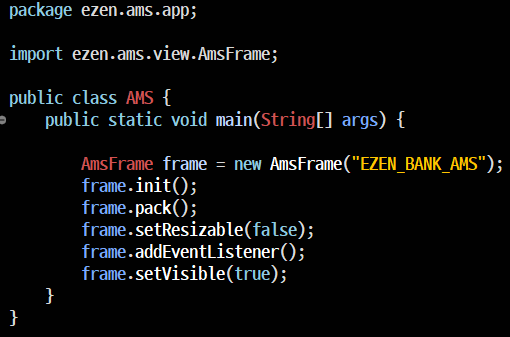 package ezen.ams.app;
import ezen.ams.view.AmsFrame;
public class AMS {
public static void main(String[] args) {
AmsFrame frame = new AmsFrame("EZEN_BANK_AMS");
frame.init();
frame.pack();
frame.setResizable(false);
frame.addEventListener();
frame.setVisible(true);
}
}